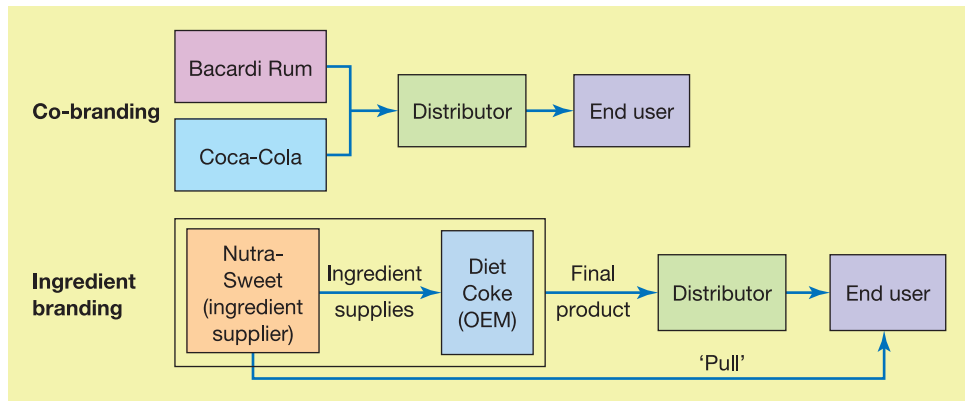 Co-branding
Bacardi Rum
Coca-Cola
Distributor
End user
Ingredient
branding
Nutra-
Sweet
(ingredient
supplier)
Ingredient
supplies
Diet
Coke
(OEM)
Final
product
Distributor
End user
‘Pull’